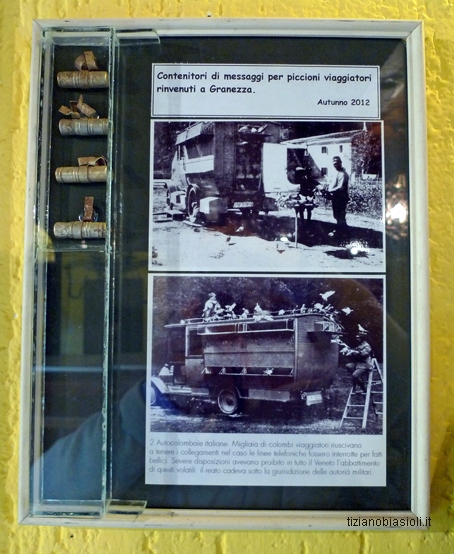 Contenitori di messaggi per piccioni viaggiatori
rinvenuti a Granezza.
Autunno 2012
2. Autocolombaie italiane. Migliaia di colombi viaggiatori riuscivano
a tenere i collegamenti nel caso le linee telefoniche fossero interrotte per fatti
bellici. Severe disposizioni avevano proibito in tutto il Veneto l'abbattimento
di questi volatili: il reato cadeva sotto la giurisdizione delle autorità militari.
tizianobiasioli.it